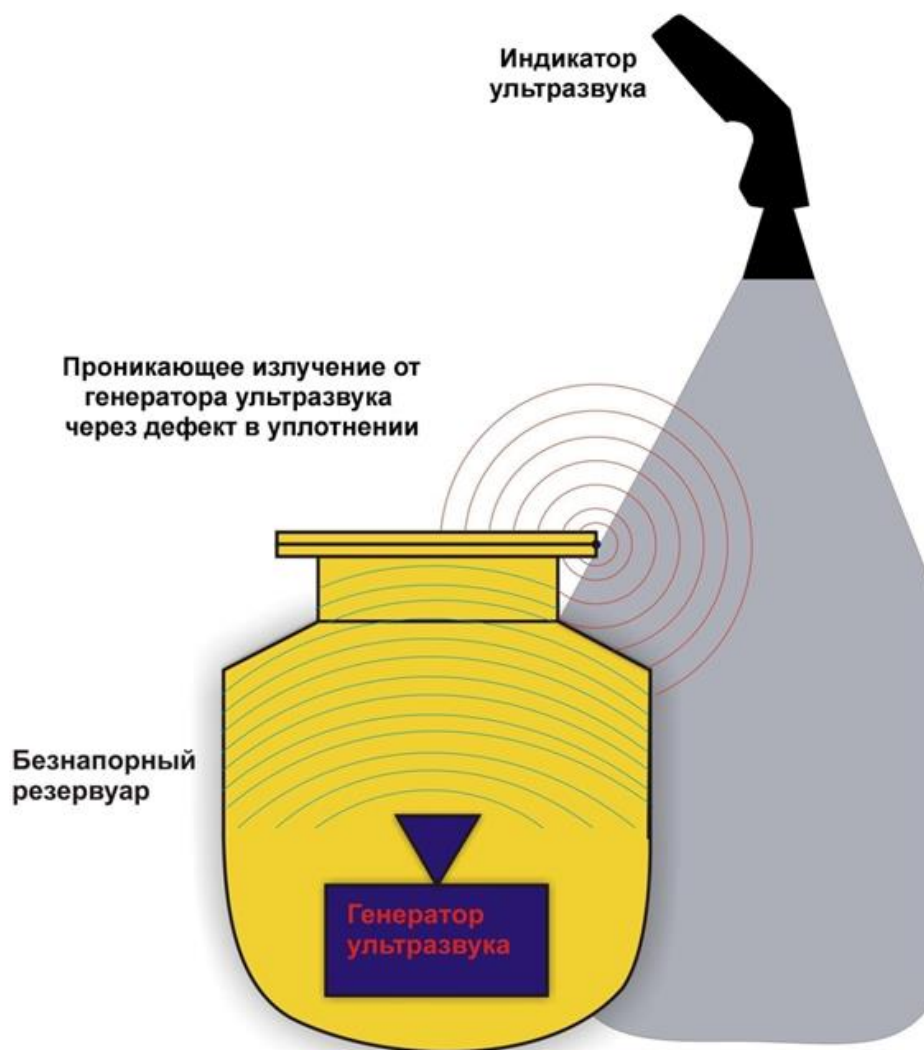 Индикатор
ультразвука
Проникающее излучение от
генератора ультразвука
через дефект в уплотнении
Безнапорный
резервуар
Генератор
ультразвука